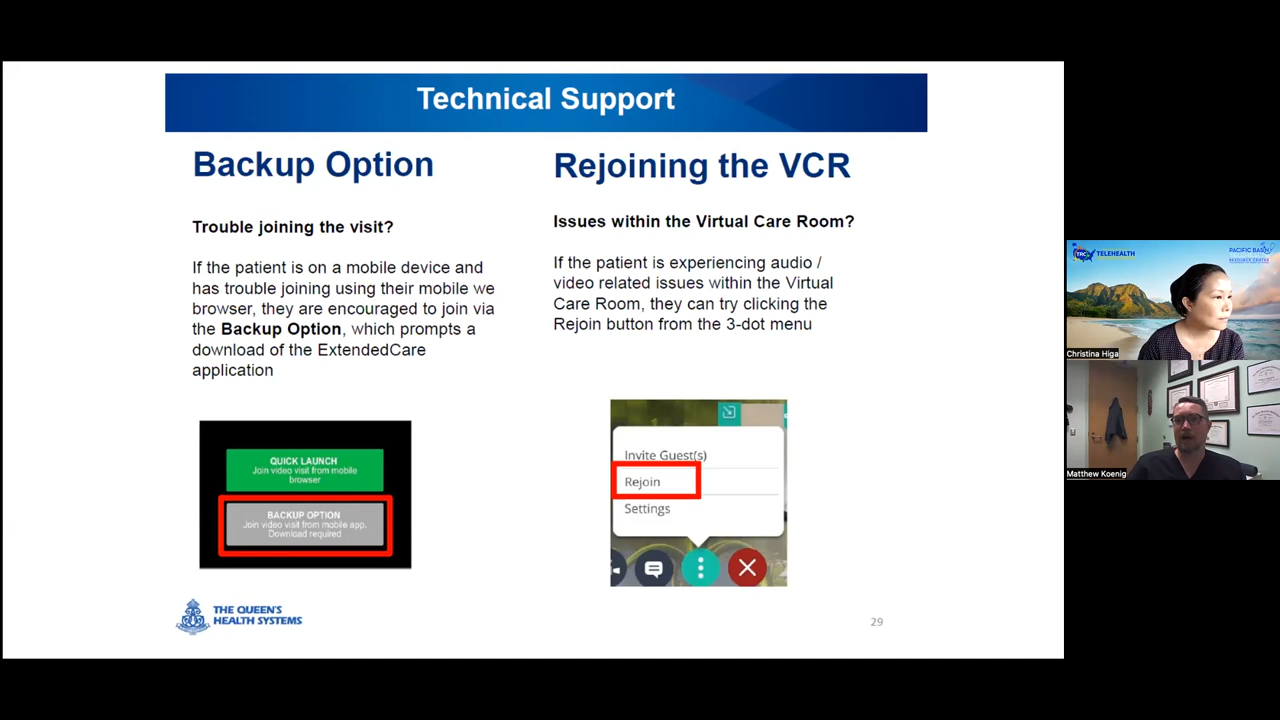 Technical Support
Backup Option
Trouble joining the visit?
If the patient is on a mobile device and
has trouble joining using their mobile we
browser, they are encouraged to join via
the Backup Option, which prompts a
download of the ExtendedCare
application
QUICK LAUNCH
Join video visit from mobile
browser
BACKUP OPTION
Join video visit from mobile app.
Download required
Rejoining the VCR
Issues within the Virtual Care Room?
If the patient is experiencing audio /
video related issues within the Virtual
Care Room, they can try clicking the
Rejoin button from the 3-dot menu
Invite Guest(s)
Rejoin
Settings
THE QUEEN'S
HEALTH SYSTEMS
29
TRC
TELEHEALTH
PACIFIC BASIN
RESOURCE CENTER
Christina Higa
Matthew Koenig